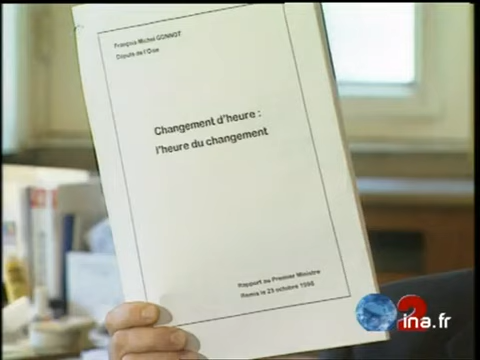 François-Michel GONNOT
Député de l'Oise
Changement d'heure :
l'heure du changement
Rapport au Premier Ministre
Remis le 21 octobre 1996
2
ina.fr